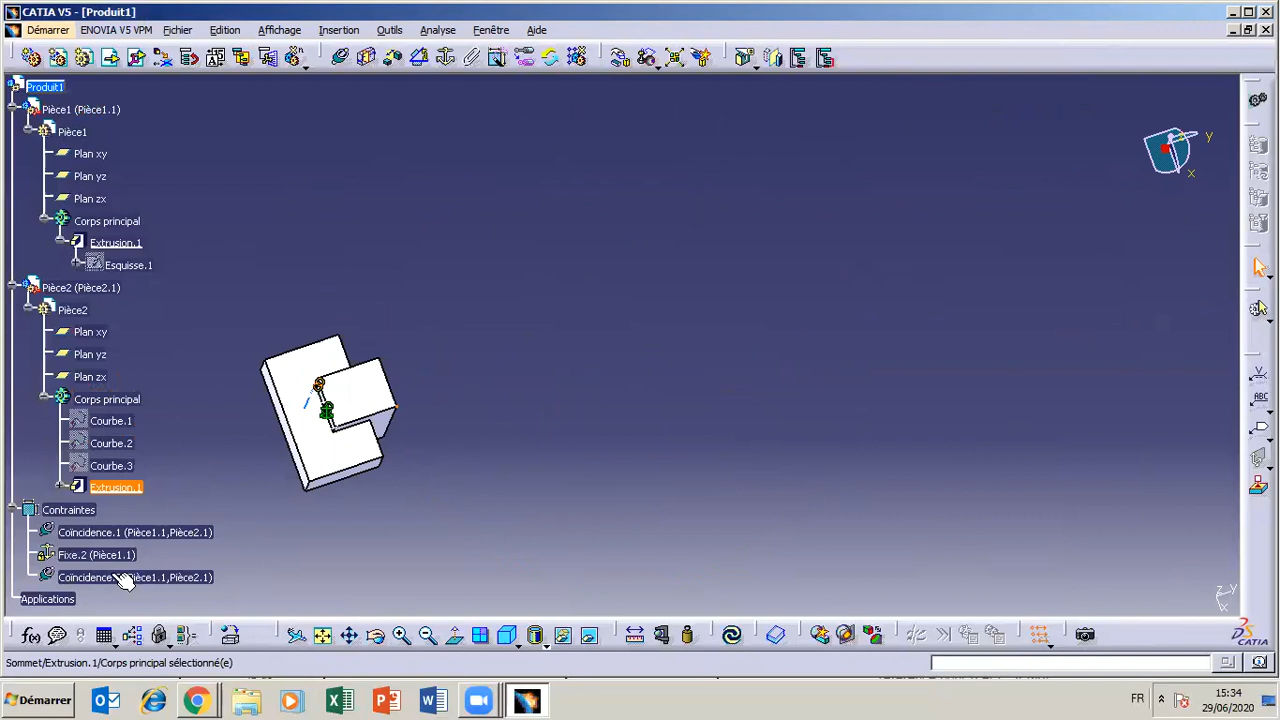 CATIA V5 - [Produit1]
Démarrer ENOVIA V5 VPM Fichier Edition Affichage Insertion Outils Analyse Fenêtre Aide
Produit1
Pièce1 (Pièce1.1)
Pièce1
Plan xy
Plan yz
Plan zx
Corps principal
Extrusion.1
Esquisse.1
Pièce2 (Pièce2.1)
Pièce2
Plan xy
Plan yz
Plan zx
Corps principal
Courbe.1
Courbe.2
Courbe.3
Extrusion.1
Contraintes
Coïncidence.1 (Pièce1.1,Pièce2.1)
Fixe.2 (Pièce1.1)
Coïncidence Pièce1.1,Pièce2.1)
Applications
y
x
f(x)
ABC
Sommet/Extrusion.1/Corps principal sélectionné(e)
Démarrer
FR
15:34
29/06/2020